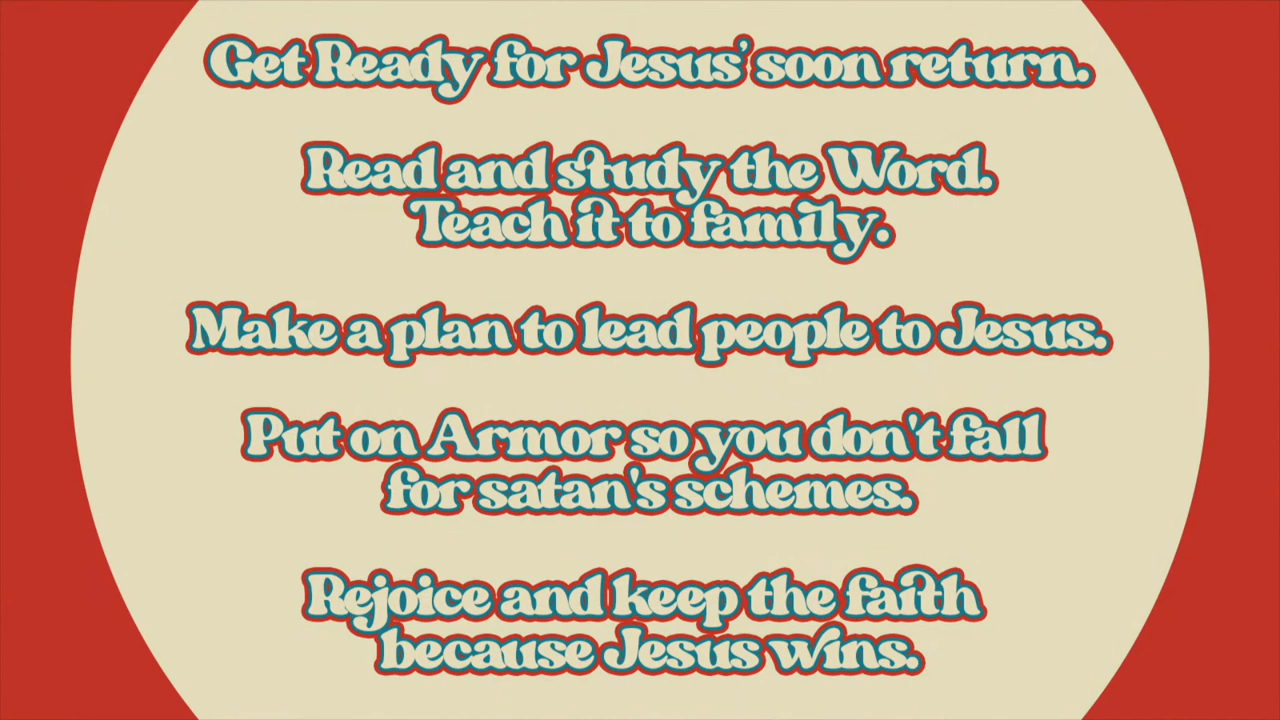 Get Ready for Jesus’ soon return.
Read and study the Word.
Teach it to family.
Make a plan to lead people to Jesus.
Put on Armor so you don't fall
for satan's schemes.
Rejoice and keep the faith
because Jesus wins.